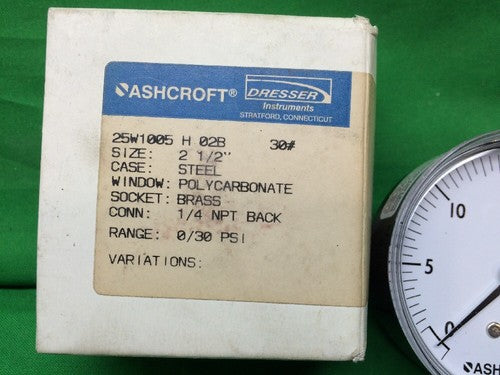 ASHCROFT®
DRESSER
Instruments
STRATFORD, CONNECTICUT
25W1005 H 02B 30#
SIZE: 2 1/2"
CASE: STEEL
WINDOW: POLYCARBONATE
SOCKET: BRASS
CONN: 1/4 NPT BACK
RANGE: 0/30 PSI
VARIATIONS:
10
5
0
ASHC